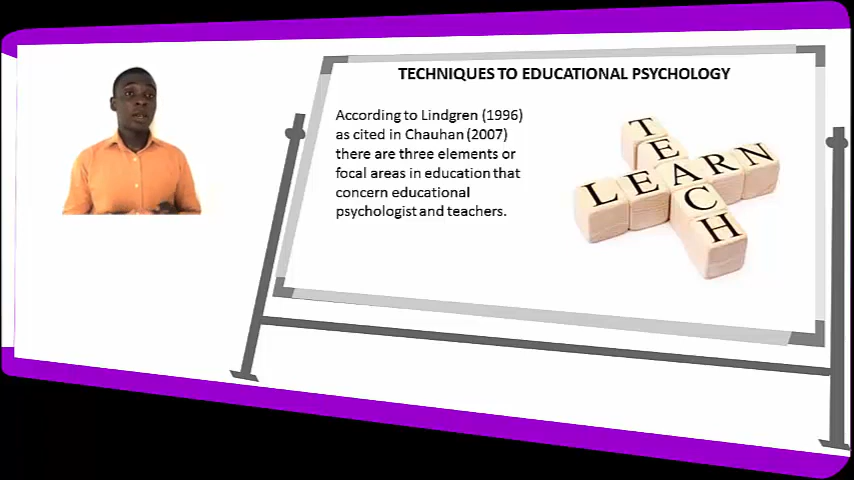 TECHNIQUES TO EDUCATIONAL PSYCHOLOGY
According to Lindgren (1996)
as cited in Chauhan (2007)
there are three elements or
focal areas in education that
concern educational
psychologist and teachers.
TEACH
LEARN